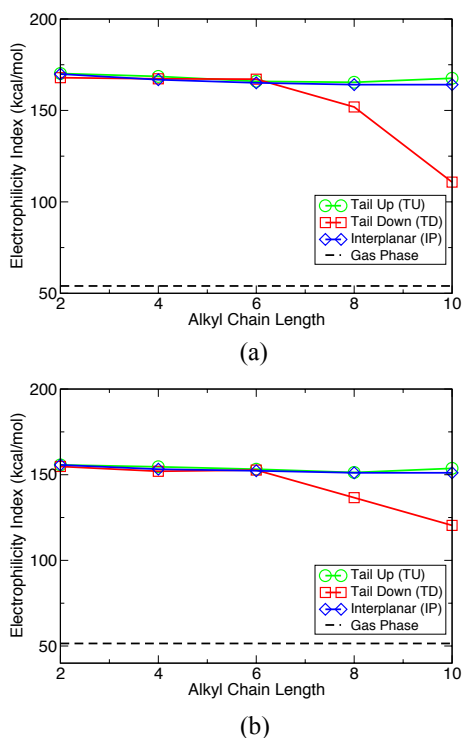 200
150
100
50
2
4
6
8
10
Electrophilicity Index (kcal/mol)
Alkyl Chain Length
Tail Up (TU)
Tail Down (TD)
Interplanar (IP)
Gas Phase
(a)
200
150
100
50
2
4
6
8
10
Electrophilicity Index (kcal/mol)
Alkyl Chain Length
Tail Up (TU)
Tail Down (TD)
Interplanar (IP)
Gas Phase
(b)